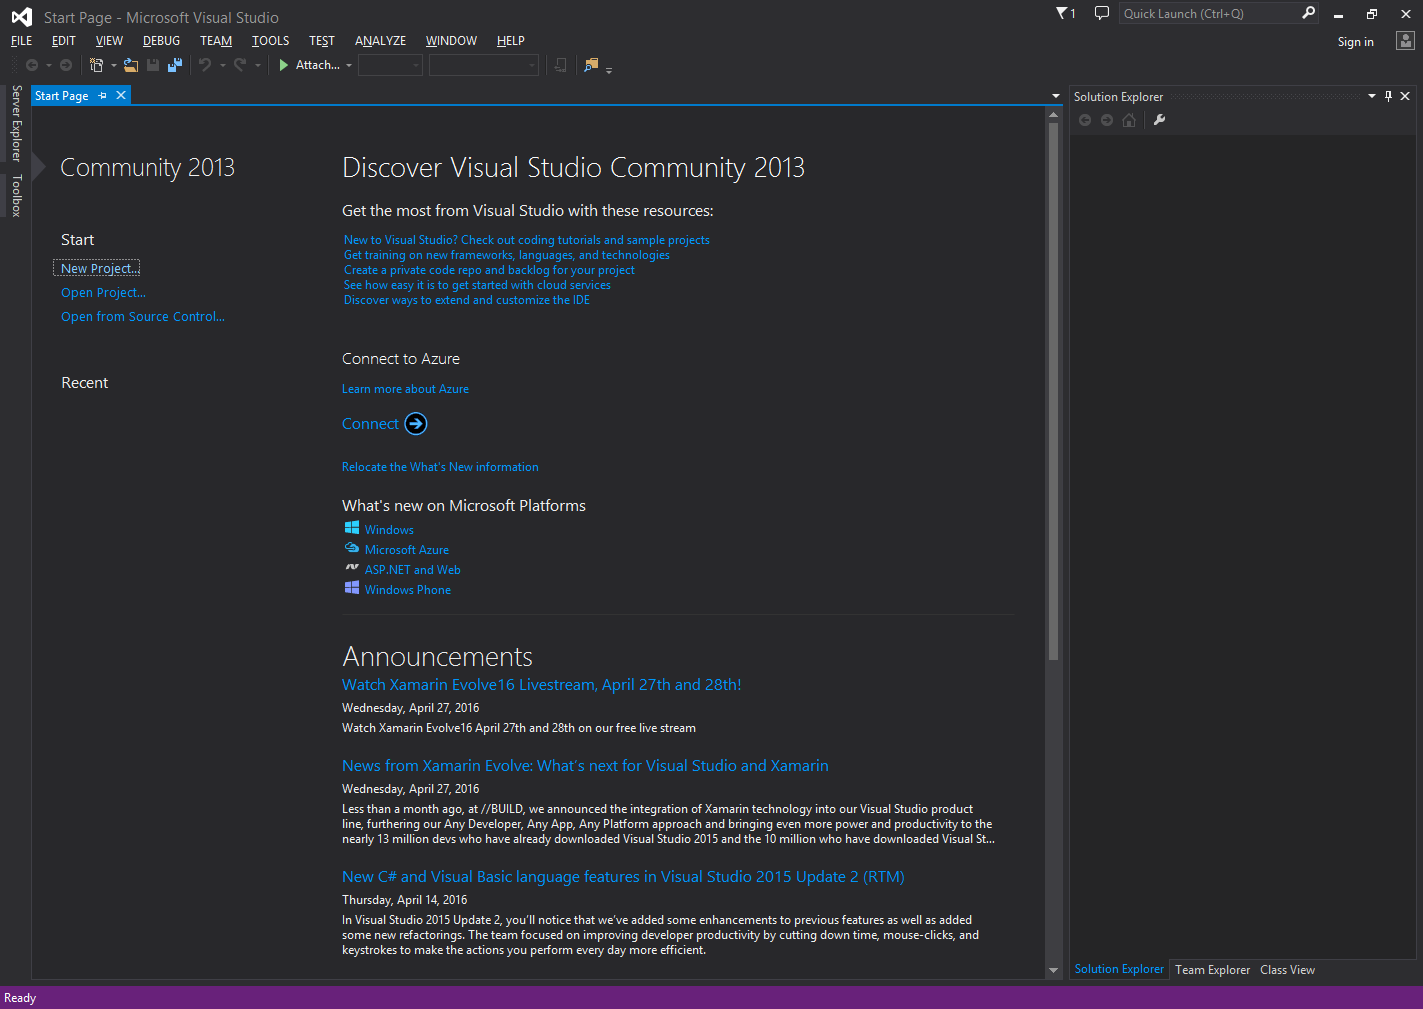 Start Page - Microsoft Visual Studio
1
Quick Launch (Ctrl+Q)
FILE EDIT VIEW DEBUG TEAM TOOLS TEST ANALYZE WINDOW HELP
Sign in
Attach...
Server Explorer
Toolbox
Start Page
Community 2013
Start
New Project...
Open Project...
Open from Source Control...
Recent
Discover Visual Studio Community 2013
Get the most from Visual Studio with these resources:
New to Visual Studio? Check out coding tutorials and sample projects
Get training on new frameworks, languages, and technologies
Create a private code repo and backlog for your project
See how easy it is to get started with cloud services
Discover ways to extend and customize the IDE
Connect to Azure
Learn more about Azure
Connect
Relocate the What's New information
What's new on Microsoft Platforms
Windows
Microsoft Azure
ASP.NET and Web
Windows Phone
Announcements
Watch Xamarin Evolve16 Livestream, April 27th and 28th!
Wednesday, April 27, 2016
Watch Xamarin Evolve16 April 27th and 28th on our free live stream
News from Xamarin Evolve: What's next for Visual Studio and Xamarin
Wednesday, April 27, 2016
Less than a month ago, at //BUILD, we announced the integration of Xamarin technology into our Visual Studio product
line, furthering our Any Developer, Any App, Any Platform approach and bringing even more power and productivity to the
nearly 13 million devs who have already downloaded Visual Studio 2015 and the 10 million who have downloaded Visual St...
New C# and Visual Basic language features in Visual Studio 2015 Update 2 (RTM)
Thursday, April 14, 2016
In Visual Studio 2015 Update 2, you'll notice that we've added some enhancements to previous features as well as added
some new refactorings. The team focused on improving developer productivity by cutting down time, mouse-clicks, and
keystrokes to make the actions you perform every day more efficient.
Solution Explorer
Solution Explorer Team Explorer Class View
Ready